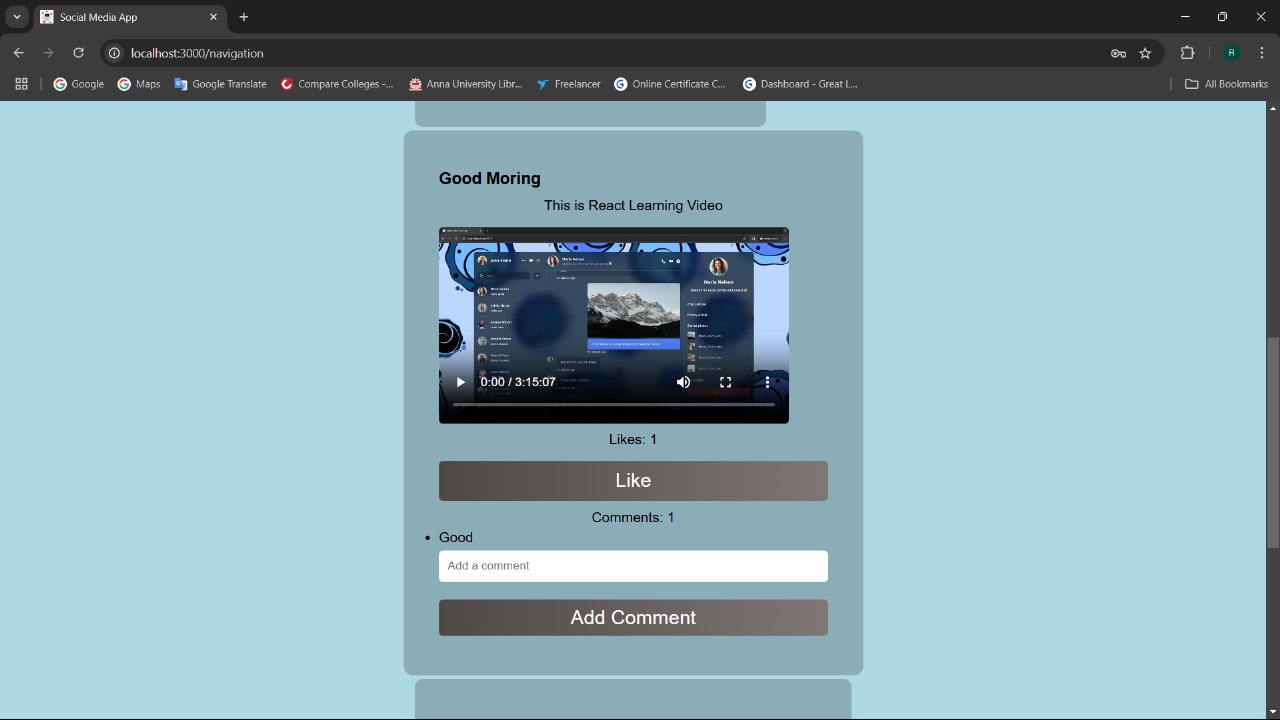 Social Media App
localhost:3000/navigation
R
Google
Maps
Google Translate
Compare Colleges -...
Anna University Libr...
Freelancer
Online Certificate C...
Dashboard - Great L...
All Bookmarks
Good Moring
This is React Learning Video
Maria Nelson
0:00 / 3:15:07
Likes: 1
Like
Comments: 1
• Good
Add a comment
Add Comment